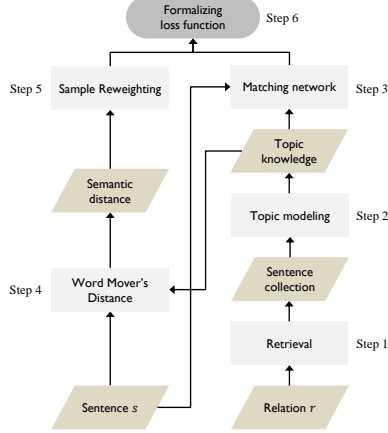 Formalizing
loss function
Step 6
Step 5
Sample Reweighting
Matching network
Step 3
Topic
knowledge
Semantic
distance
Topic modeling
Step 2
Sentence
collection
Step 4
Word Mover's
Distance
Retrieval
Step 1
Sentence s
Relation r